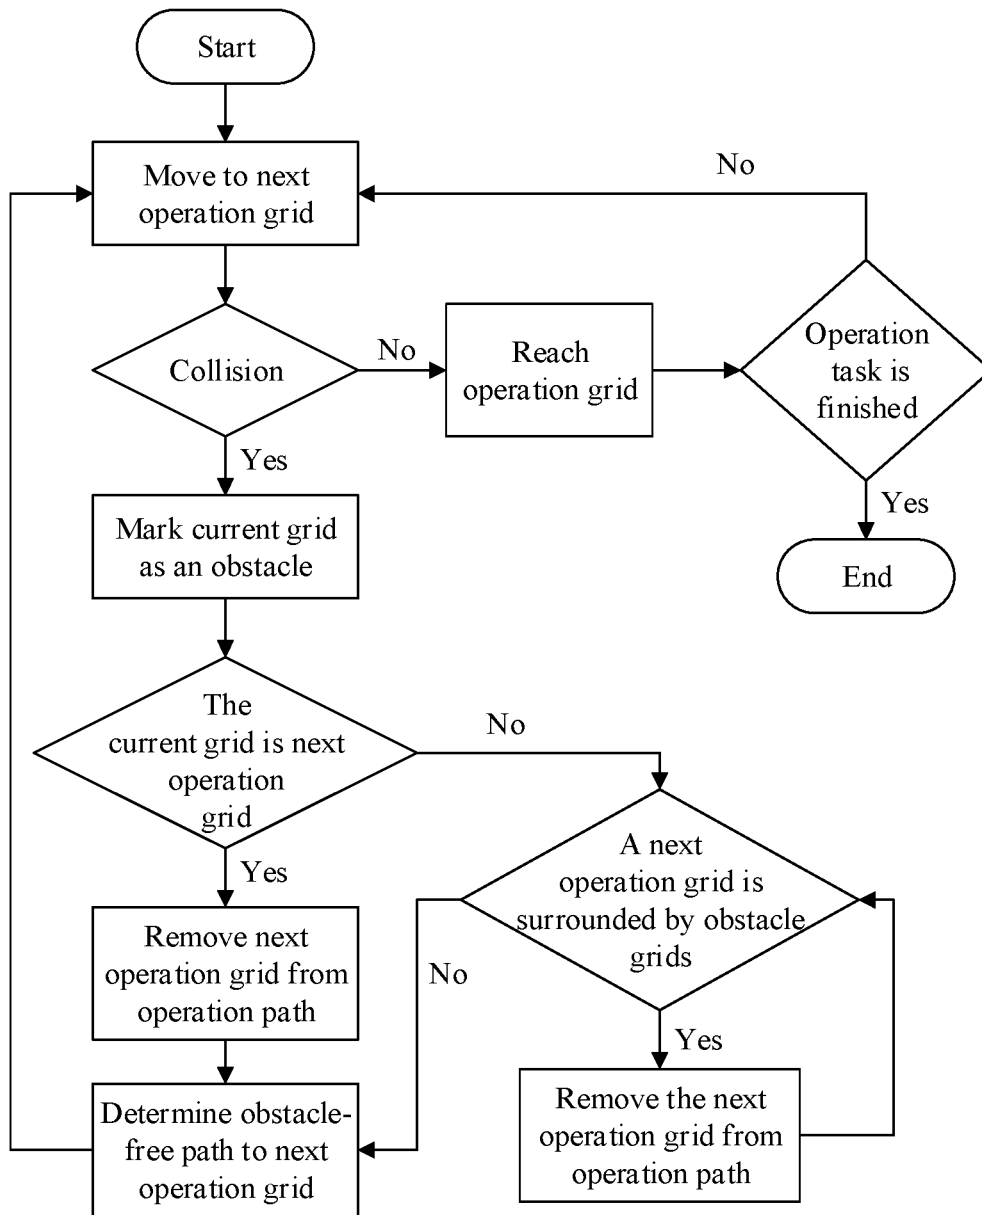 Start
Move to next
operation grid
No
Collision
No
Reach
operation grid
Operation
task is
finished
Yes
Yes
Mark current grid
as an obstacle
End
The
current grid is next
operation
grid
No
Yes
A next
operation grid is
surrounded by obstacle
grids
Remove next
operation grid from
operation path
No
Yes
Determine obstacle-
free path to next
operation grid
Remove the next
operation grid from
operation path